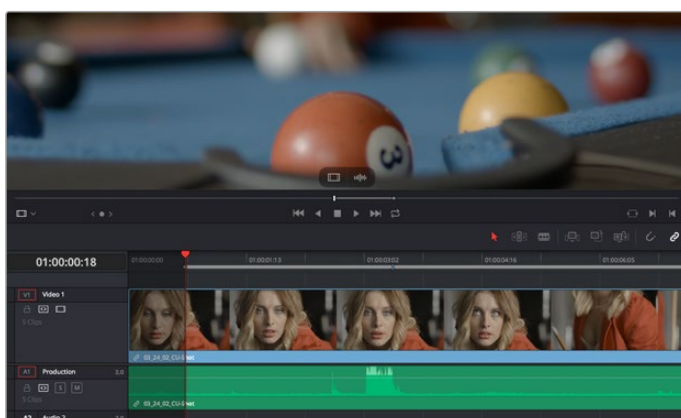 3
01:00:00:18
01:00:00:00
01:00:01:13
01:00:03:02
01:00:04:16
01:00:06:05
V1 Video 1
5 Clips
03_24_02_CU-Shot
A1 Production 2.0
S M
5 Clips
03_24_02_CU-Shot
A2 Audio 2 2.0